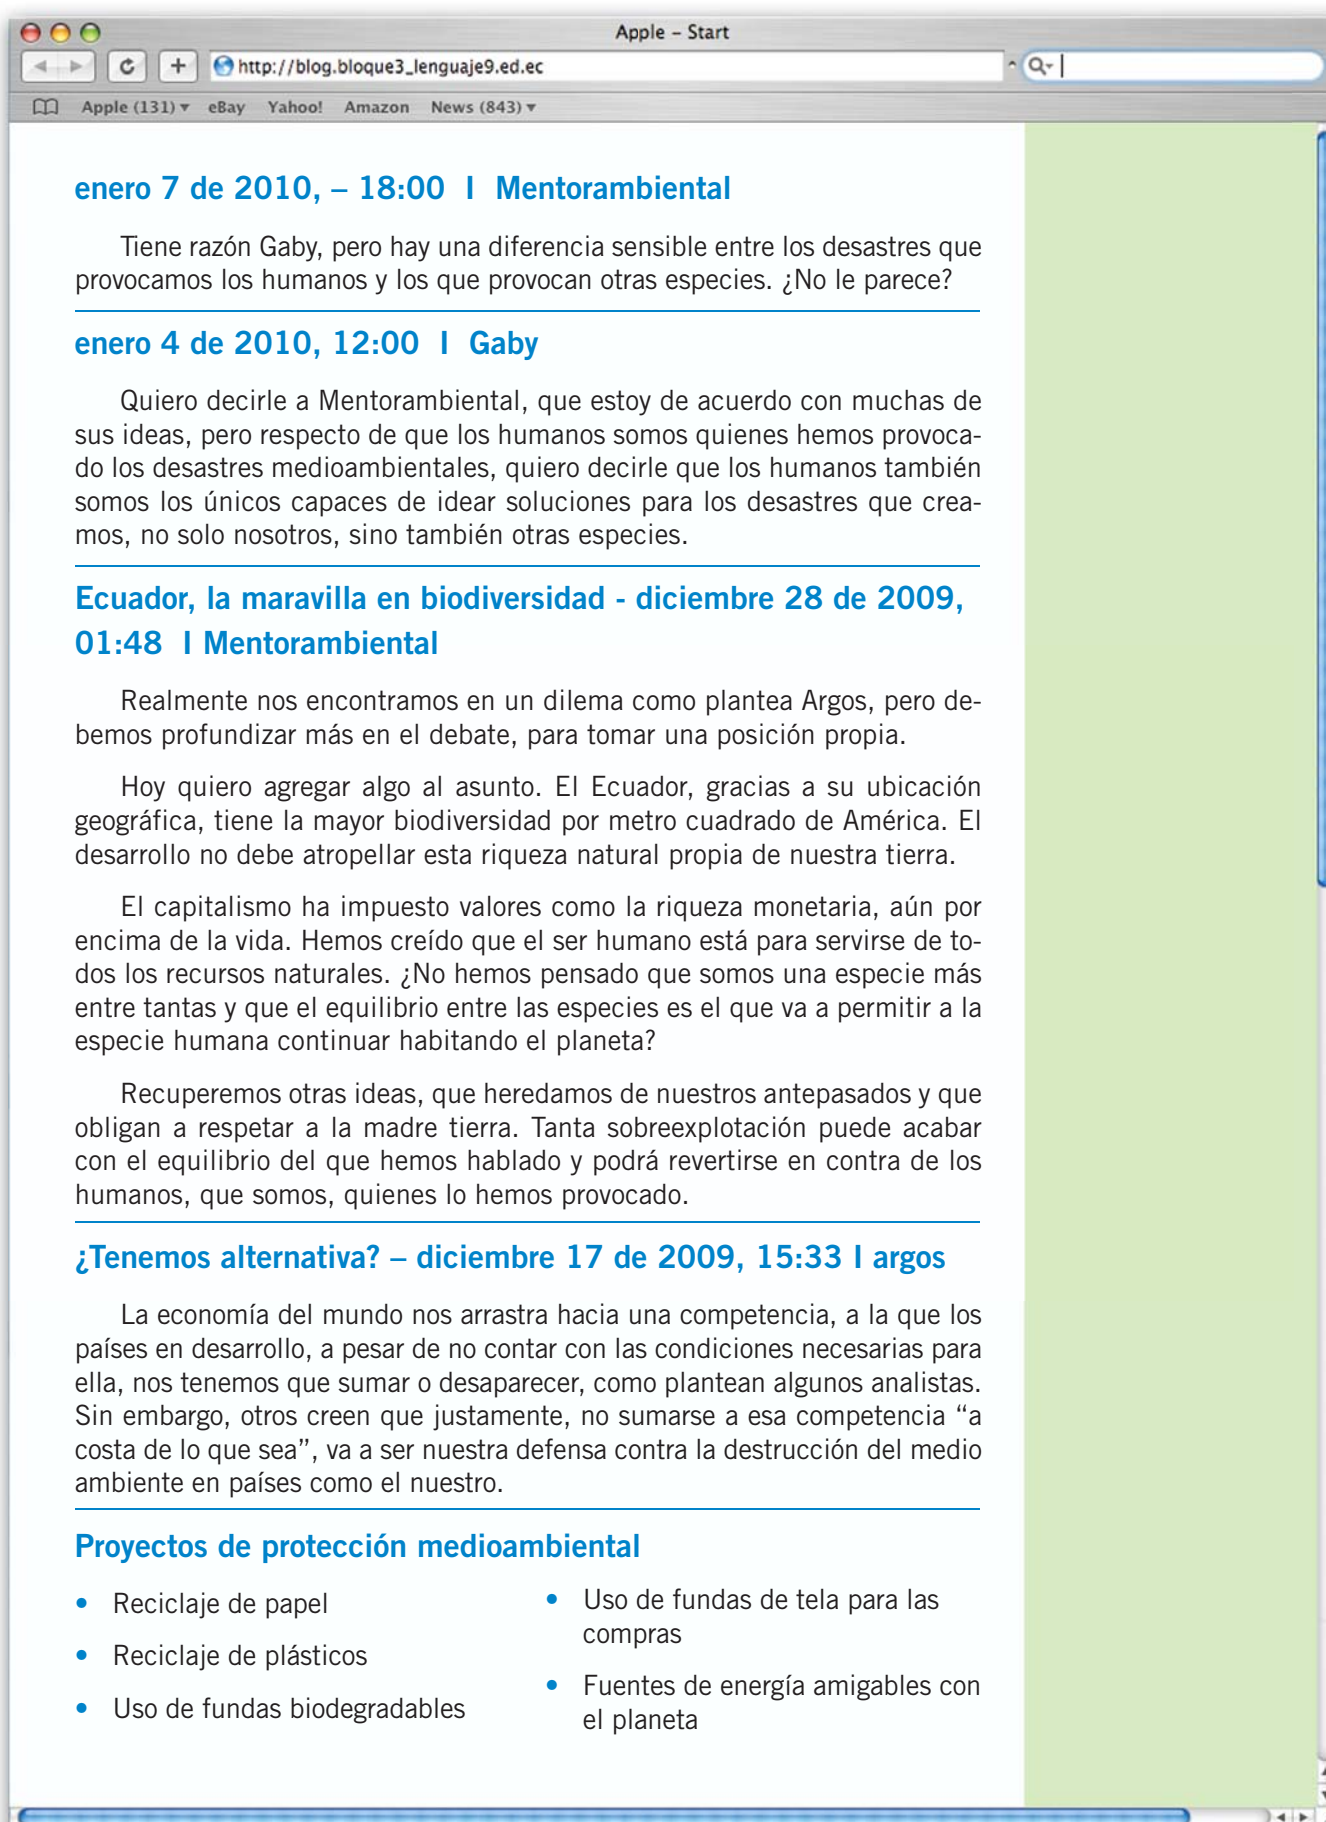 Apple – Start
http://blog.bloque3_lenguaje9.ed.ec
Apple (131) eBay Yahoo! Amazon News (843)
enero 7 de 2010, – 18:00 I Mentorambiental
Tiene razón Gaby, pero hay una diferencia sensible entre los desastres que
provocamos los humanos y los que provocan otras especies. ¿No le parece?
enero 4 de 2010, 12:00 I Gaby
Quiero decirle a Mentorambiental, que estoy de acuerdo con muchas de
sus ideas, pero respecto de que los humanos somos quienes hemos provoca-
do los desastres medioambientales, quiero decirle que los humanos también
somos los únicos capaces de idear soluciones para los desastres que crea-
mos, no solo nosotros, sino también otras especies.
Ecuador, la maravilla en biodiversidad - diciembre 28 de 2009,
01:48 I Mentorambiental
Realmente nos encontramos en un dilema como plantea Argos, pero de-
bemos profundizar más en el debate, para tomar una posición propia.
Hoy quiero agregar algo al asunto. El Ecuador, gracias a su ubicación
geográfica, tiene la mayor biodiversidad por metro cuadrado de América. El
desarrollo no debe atropellar esta riqueza natural propia de nuestra tierra.
El capitalismo ha impuesto valores como la riqueza monetaria, aún por
encima de la vida. Hemos creído que el ser humano está para servirse de to-
dos los recursos naturales. ¿No hemos pensado que somos una especie más
entre tantas y que el equilibrio entre las especies es el que va a permitir a la
especie humana continuar habitando el planeta?
Recuperemos otras ideas, que heredamos de nuestros antepasados y que
obligan a respetar a la madre tierra. Tanta sobreexplotación puede acabar
con el equilibrio del que hemos hablado y podrá revertirse en contra de los
humanos, que somos, quienes lo hemos provocado.
¿Tenemos alternativa? – diciembre 17 de 2009, 15:33 I argos
La economía del mundo nos arrastra hacia una competencia, a la que los
países en desarrollo, a pesar de no contar con las condiciones necesarias para
ella, nos tenemos que sumar o desaparecer, como plantean algunos analistas.
Sin embargo, otros creen que justamente, no sumarse a esa competencia “a
costa de lo que sea”, va a ser nuestra defensa contra la destrucción del medio
ambiente en países como el nuestro.
Proyectos de protección medioambiental
• Reciclaje de papel
• Reciclaje de plásticos
• Uso de fundas biodegradables
• Uso de fundas de tela para las
compras
• Fuentes de energía amigables con
el planeta